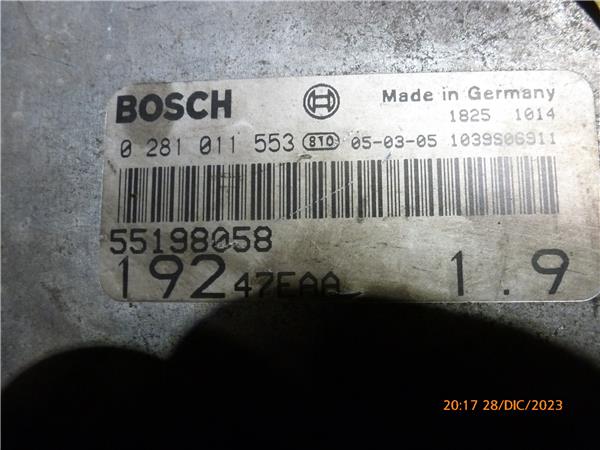 BOSCH Made in Germany
1825 1014
0 281 011 553 810 05-03-05 1039S06911
55198058
192 47EAA 1.9
20:17 28/DIC/2023